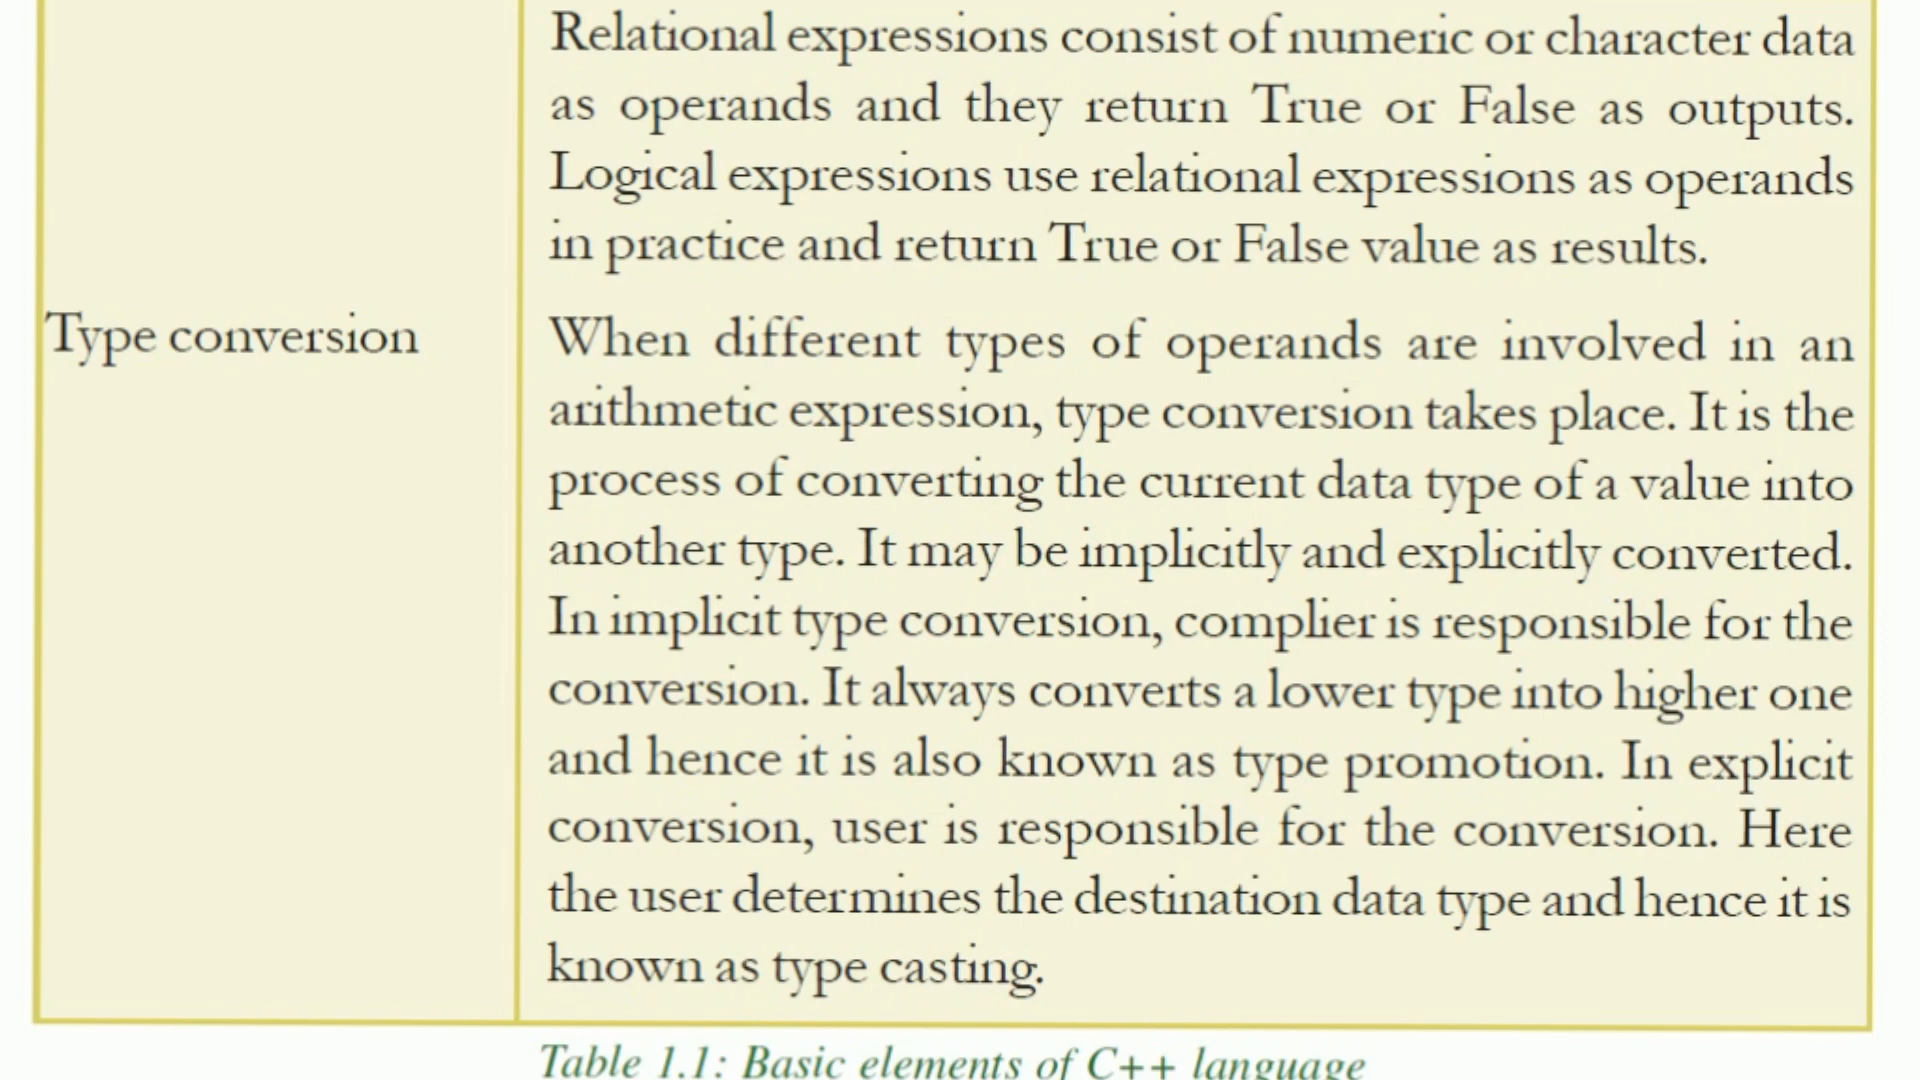 Relational expressions consist of numeric or character data
as operands and they return True or False as outputs.
Logical expressions use relational expressions as operands
in practice and return True or False value as results.
Type conversion
When different types of operands are involved in an
arithmetic expression, type conversion takes place. It is the
process of converting the current data type of a value into
another type. It may be implicitly and explicitly converted.
In implicit type conversion, complier is responsible for the
conversion. It always converts a lower type into higher one
and hence it is also known as type promotion. In explicit
conversion, user is responsible for the conversion. Here
the user determines the destination data type and hence it is
known as type casting.
Table 1.1: Basic elements of C++ language